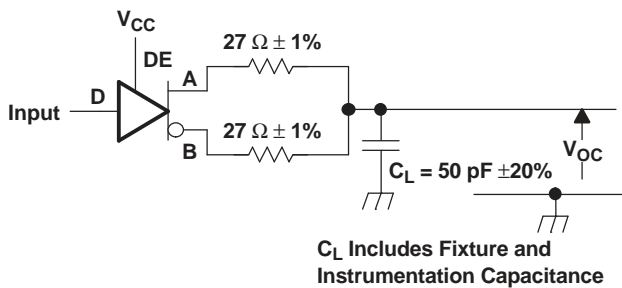 V_CC
DE
27 Ω ± 1%
A
Input
D
27 Ω ± 1%
B
V_OC
C_L = 50 pF ±20%
C_L Includes Fixture and
Instrumentation Capacitance